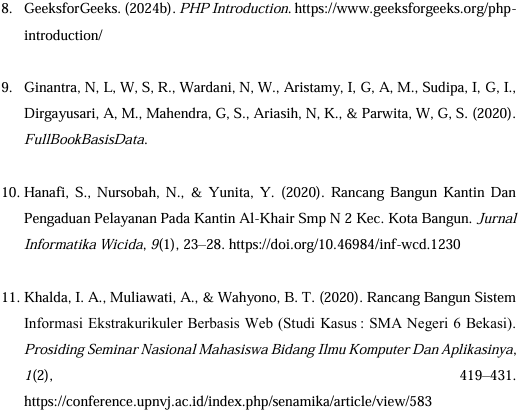 8. GeeksforGeeks. (2024b). PHP Introduction. https://www.geeksforgeeks.org/php-
introduction/
9. Ginantra, N, L, W, S, R., Wardani, N, W., Aristamy, I, G, A, M., Sudipa, I, G, I.,
Dirgayusari, A, M., Mahendra, G, S., Ariasih, N, K., & Parwita, W, G, S. (2020).
FullBookBasisData.
10. Hanafi, S., Nursobah, N., & Yunita, Y. (2020). Rancang Bangun Kantin Dan
Pengaduan Pelayanan Pada Kantin Al-Khair Smp N 2 Kec. Kota Bangun. Jurnal
Informatika Wicida, 9(1), 23–28. https://doi.org/10.46984/inf-wcd.1230
11. Khalda, I. A., Muliawati, A., & Wahyono, B. T. (2020). Rancang Bangun Sistem
Informasi Ekstrakurikuler Berbasis Web (Studi Kasus : SMA Negeri 6 Bekasi).
Prosiding Seminar Nasional Mahasiswa Bidang Ilmu Komputer Dan Aplikasinya,
1(2), 419–431.
https://conference.upnvj.ac.id/index.php/senamika/article/view/583